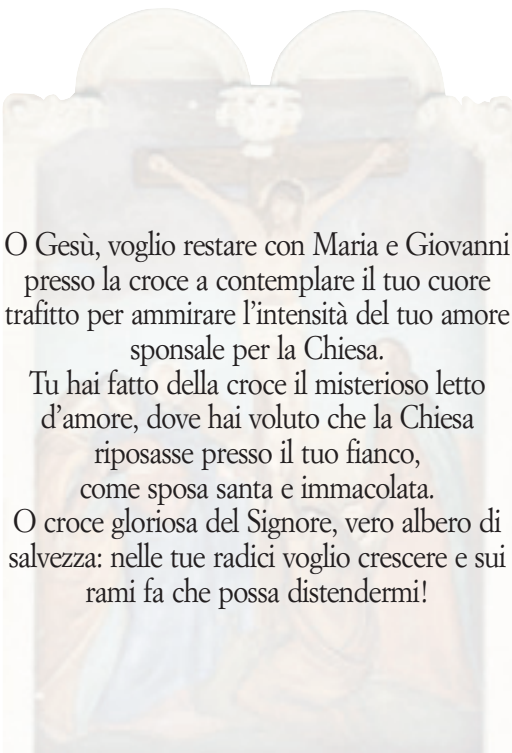 O Gesù, voglio restare con Maria e Giovanni
presso la croce a contemplare il tuo cuore
trafitto per ammirare l’intensità del tuo amore
sponsale per la Chiesa.
Tu hai fatto della croce il misterioso letto
d’amore, dove hai voluto che la Chiesa
riposasse presso il tuo fianco,
come sposa santa e immacolata.
O croce gloriosa del Signore, vero albero di
salvezza: nelle tue radici voglio crescere e sui
rami fa che possa distendermi!